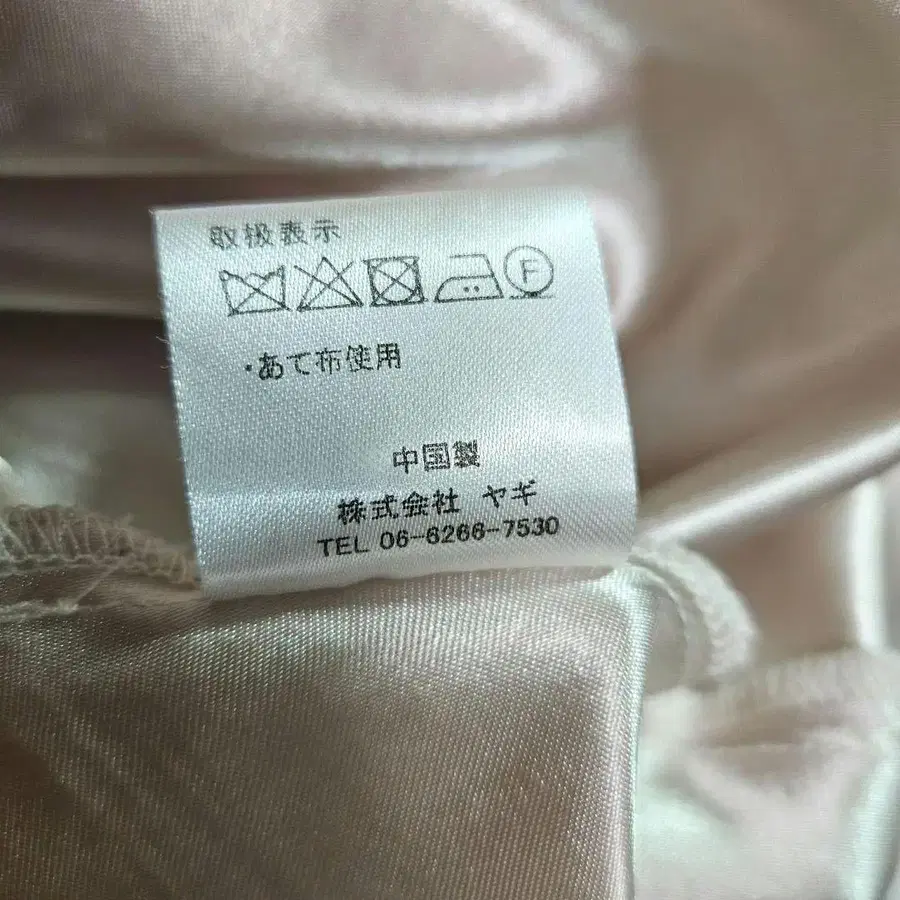 取扱表示
F
・あて布使用
中国製
株式会社 ヤギ
TEL 06-6266-7530